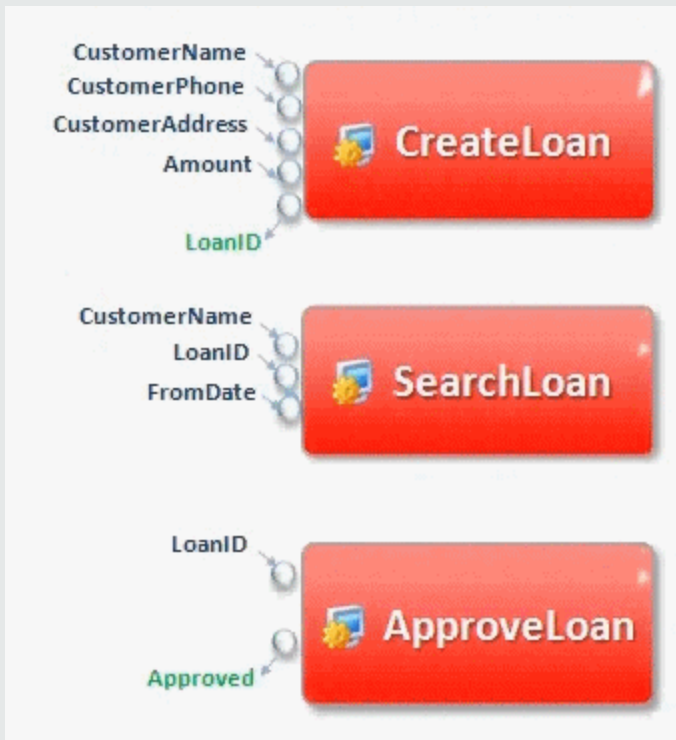 CustomerName
CustomerPhone
CustomerAddress
Amount
LoanID
CreateLoan
CustomerName
LoanID
FromDate
SearchLoan
LoanID
Approved
ApproveLoan